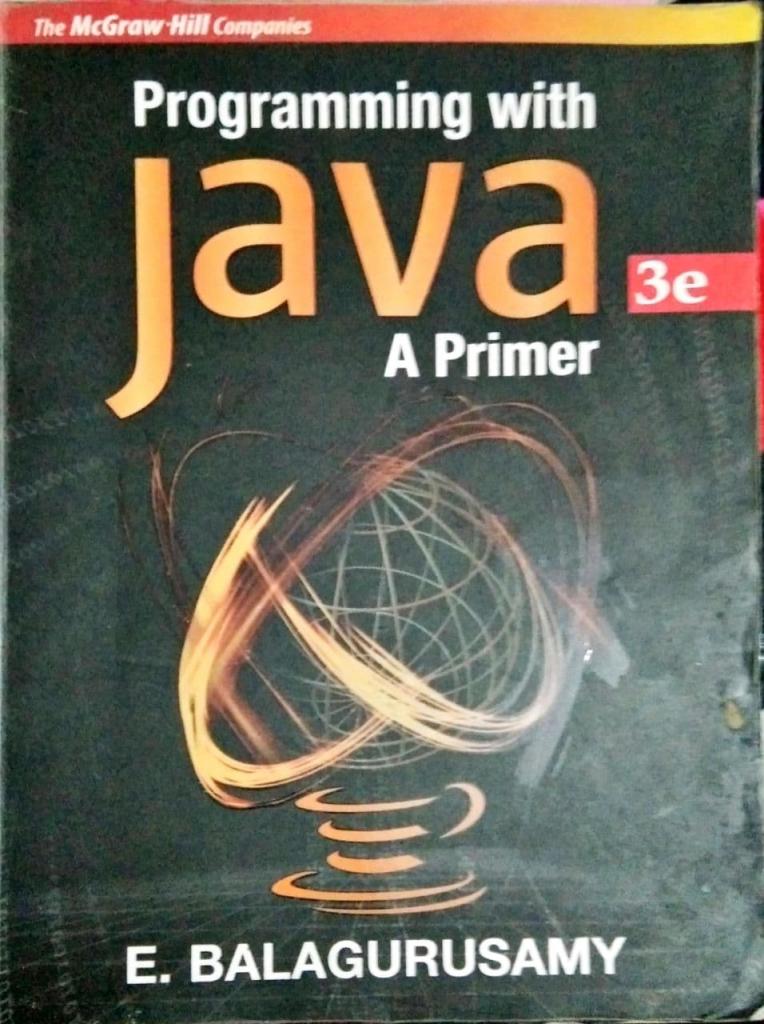 The McGraw·Hill Companies
Programming with
Java
3e
A Primer
E. BALAGURUSAMY